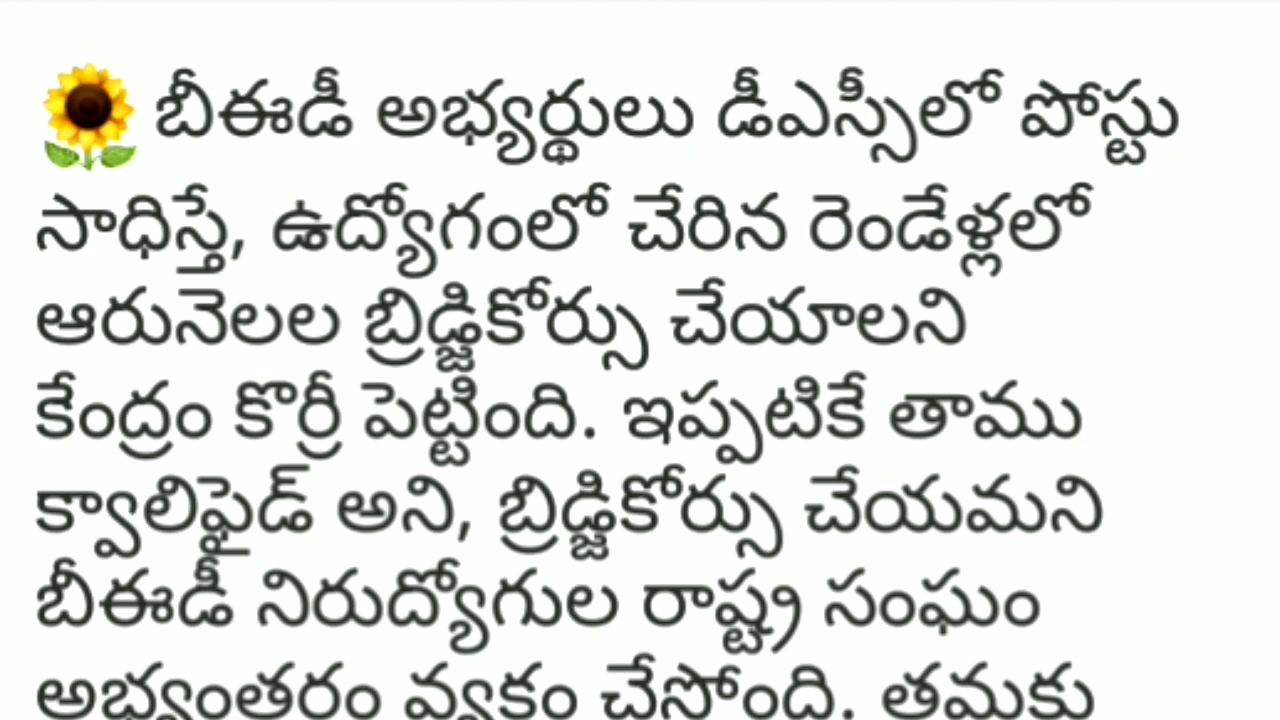 🌻 బీఈడీ అభ్యర్థులు డీఎస్సీలో పోస్టు
సాధిస్తే, ఉద్యోగంలో చేరిన రెండేళ్లలో
ఆరునెలల బ్రిడ్జికోర్సు చేయాలని
కేంద్రం కొర్రీ పెట్టింది. ఇప్పటికే తాము
క్వాలిఫైడ్ అని, బ్రిడ్జికోర్సు చేయమని
బీఈడీ నిరుద్యోగుల రాష్ట్ర సంఘం
అభ్యంతరం వ్యక్తం చేస్తోంది. తమకు